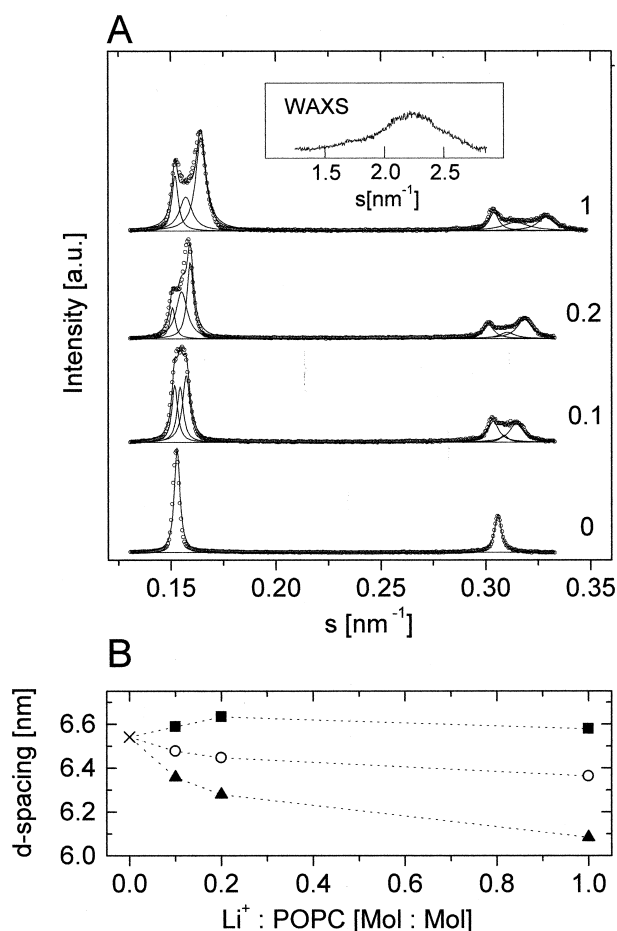 A
WAXS
1.5 2.0 2.5
s[nm⁻¹]
1
0.2
0.1
0
Intensity [a.u.]
0.15 0.20 0.25 0.30 0.35
s [nm⁻¹]
B
6.6
6.4
6.2
6.0
d-spacing [nm]
0.0 0.2 0.4 0.6 0.8 1.0
Li⁺ : POPC [Mol : Mol]